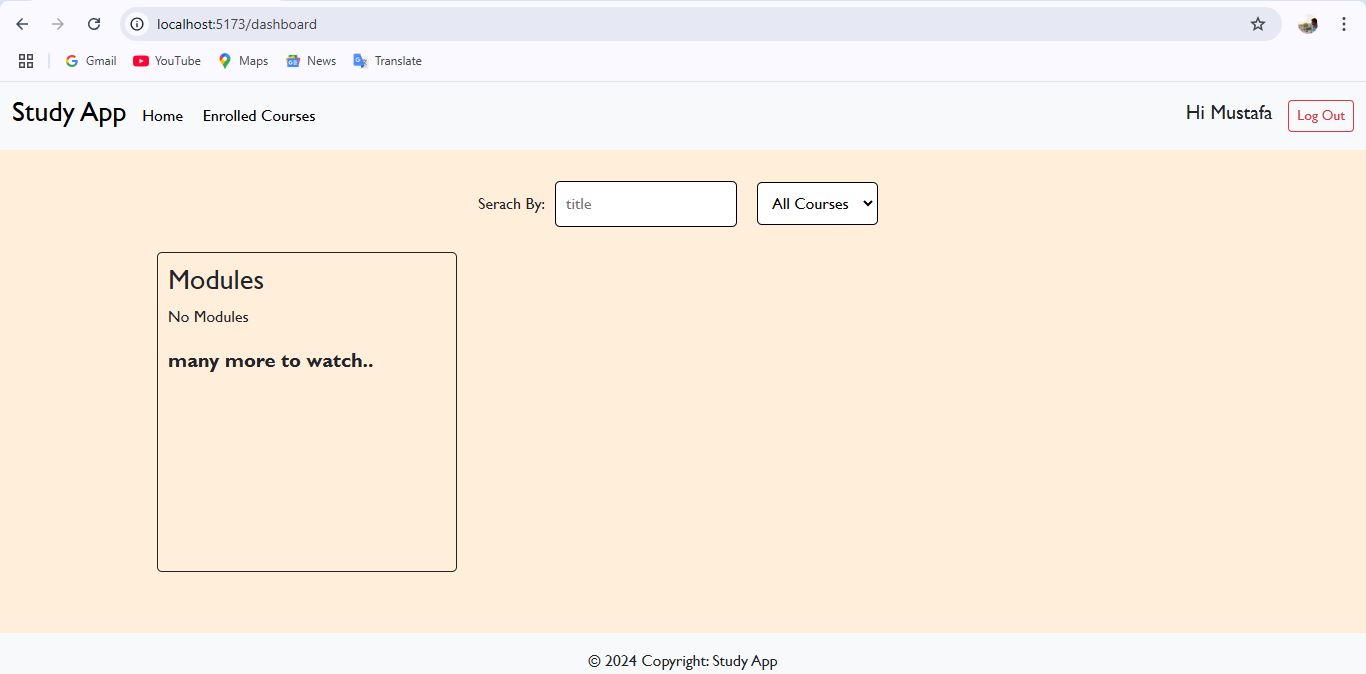 localhost:5173/dashboard
Gmail YouTube Maps News Translate
Study App Home Enrolled Courses Hi Mustafa Log Out
Serach By: title All Courses
Modules
No Modules
many more to watch..
© 2024 Copyright: Study App